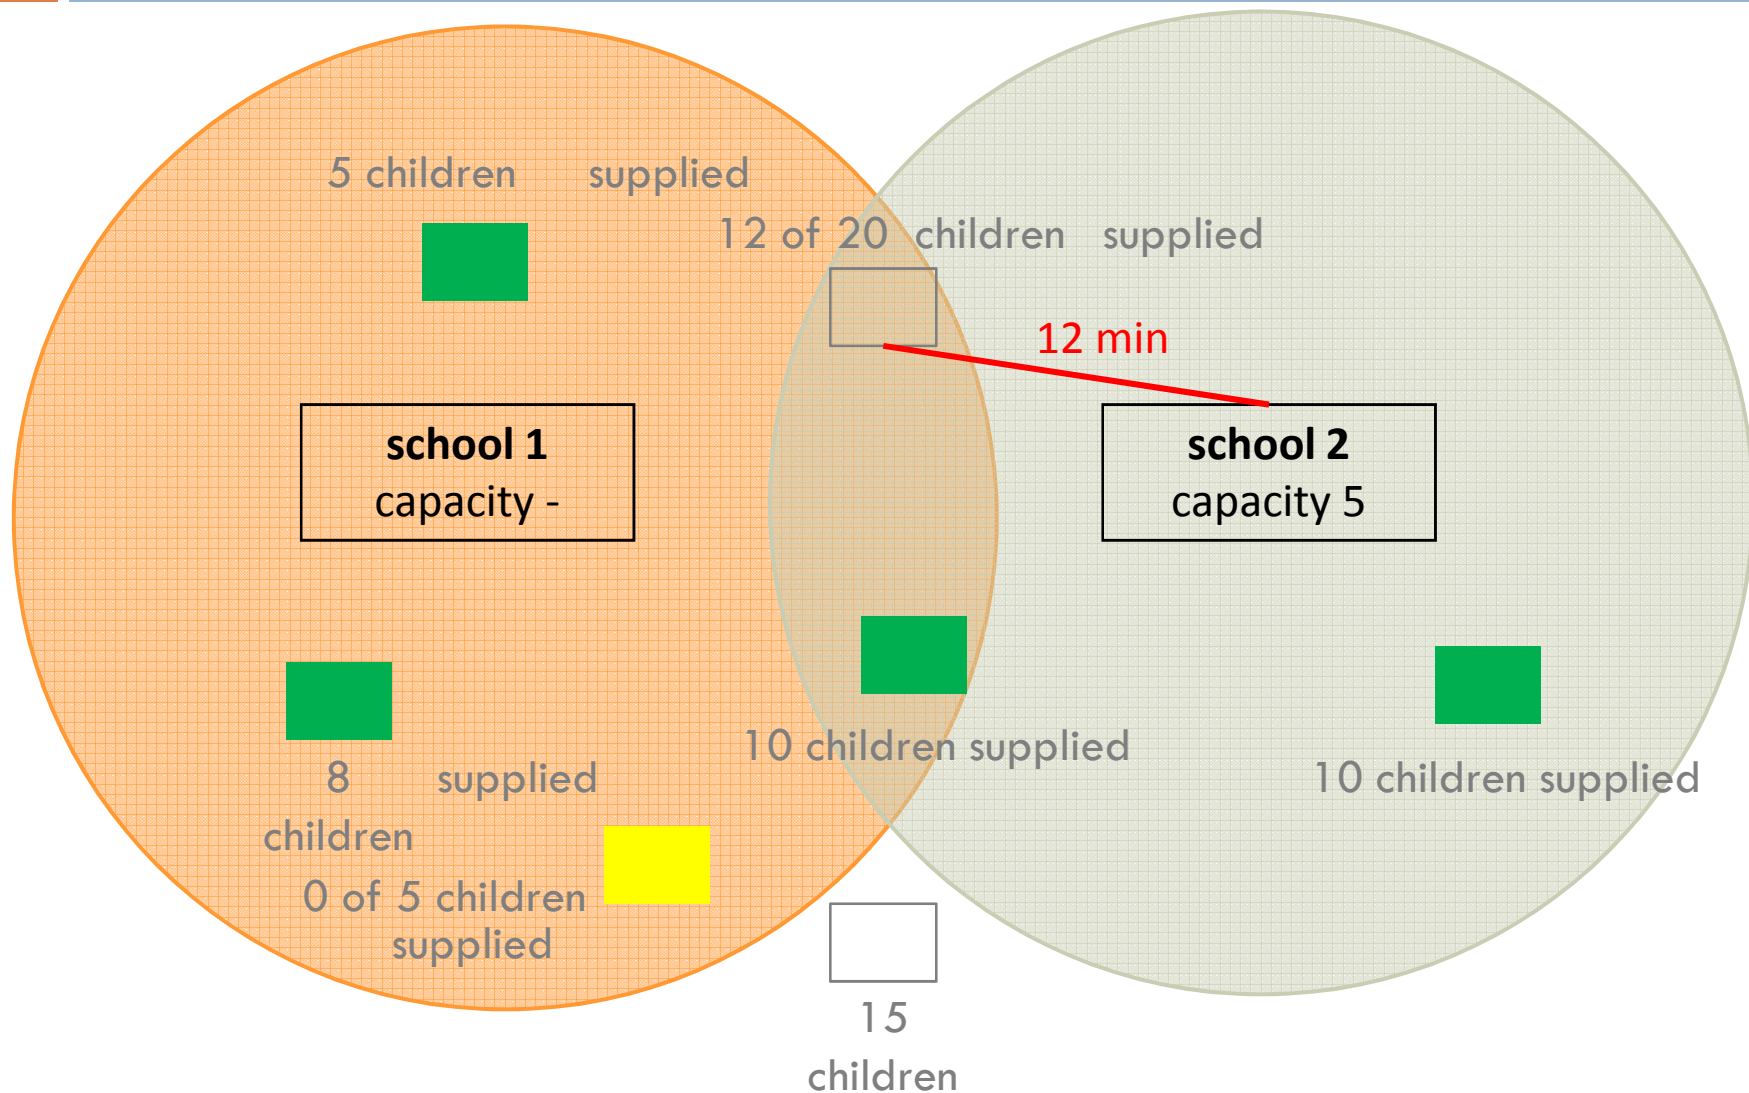 5 children supplied
12 of 20 children supplied
12 min
school 1
capacity -
school 2
capacity 5
10 children supplied
8 supplied
children
10 children supplied
0 of 5 children
supplied
15
children